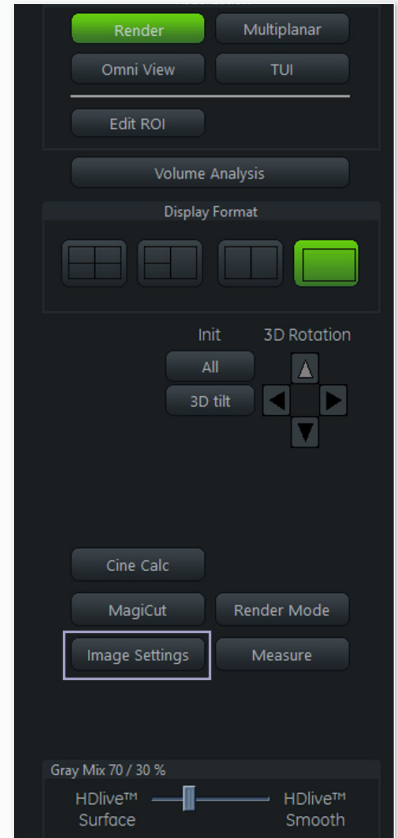 Render Multiplanar
Omni View TUI
Edit ROI
Volume Analysis
Display Format
Init 3D Rotation
All
3D tilt
Cine Calc
MagiCut Render Mode
Image Settings Measure
Gray Mix 70 / 30 %
HDlive™ HDlive™
Surface Smooth